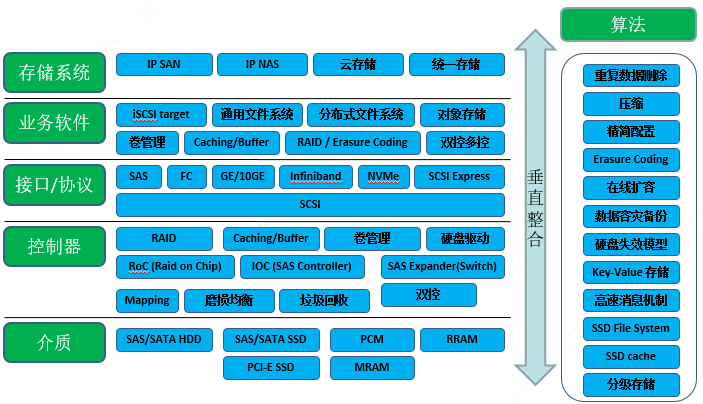 算法
存储系统
IP SAN
IP NAS
云存储
统一存储
业务软件
iSCSI target
通用文件系统
分布式文件系统
对象存储
卷管理
Caching/Buffer
RAID / Erasure Coding
双控多控
接口/协议
SAS
FC
GE/10GE
Infiniband
NVMe
SCSI Express
SCSI
控制器
RAID
Caching/Buffer
卷管理
硬盘驱动
RoC (Raid on Chip)
IOC (SAS Controller)
SAS Expander(Switch)
Mapping
磨损均衡
垃圾回收
双控
介质
SAS/SATA HDD
SAS/SATA SSD
PCM
RRAM
PCI-E SSD
MRAM
垂直整合
重复数据删除
压缩
精简配置
Erasure Coding
在线扩容
数据容灾备份
硬盘失效模型
Key-Value 存储
高速消息机制
SSD File System
SSD cache
分级存储